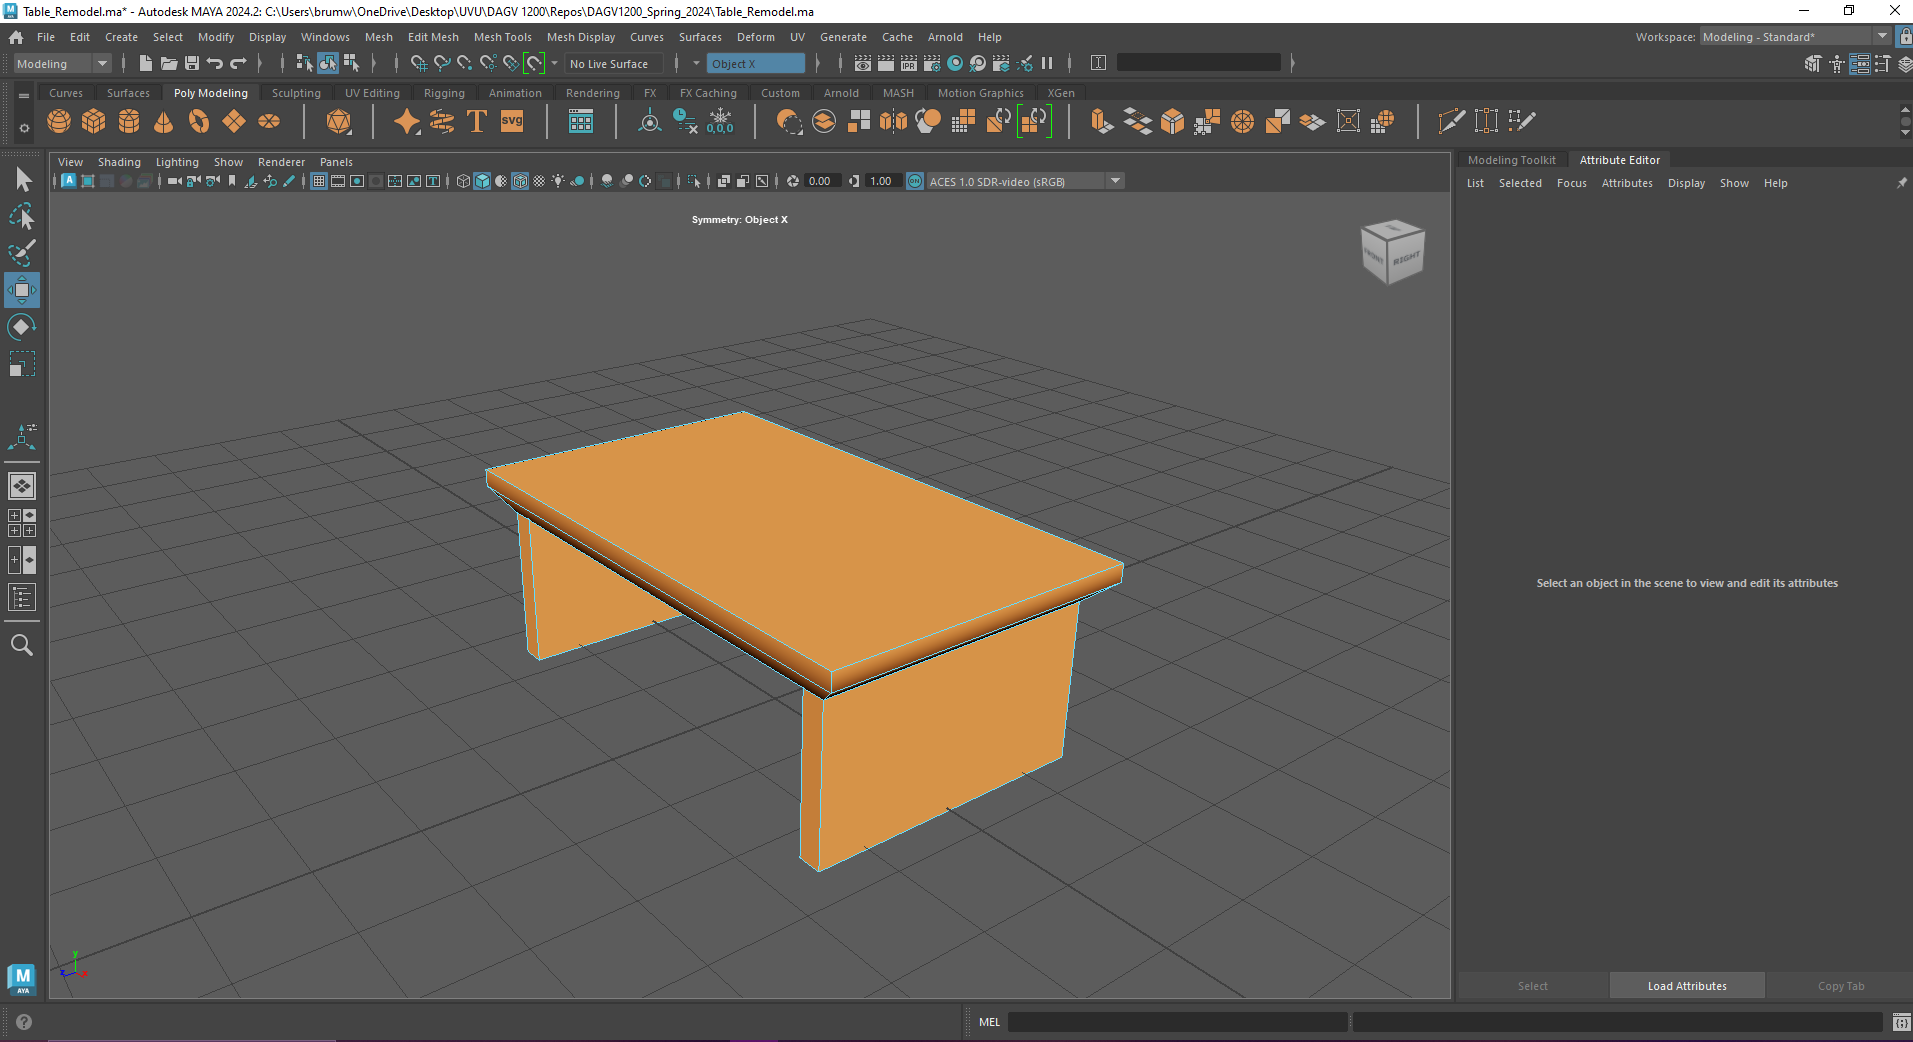 Table_Remodel.ma* - Autodesk MAYA 2024.2: C:\Users\brumw\OneDrive\Desktop\UVU\DAGV 1200\Repos\DAGV1200_Spring_2024\Table_Remodel.ma
File Edit Create Select Modify Display Windows Mesh Edit Mesh Mesh Tools Mesh Display Curves Surfaces Deform UV Generate Cache Arnold Help Workspace: Modeling - Standard*
Modeling No Live Surface Object X
Curves Surfaces Poly Modeling Sculpting UV Editing Rigging Animation Rendering FX FX Caching Custom Arnold MASH Motion Graphics XGen
T SVG 0,0,0
View Shading Lighting Show Renderer Panels
0.00 1.00 ON ACES 1.0 SDR-video (sRGB)
Modeling Toolkit Attribute Editor
List Selected Focus Attributes Display Show Help
Symmetry: Object X
FRONT RIGHT
Select an object in the scene to view and edit its attributes
y
z x
M
AYA
Select Load Attributes Copy Tab
MEL